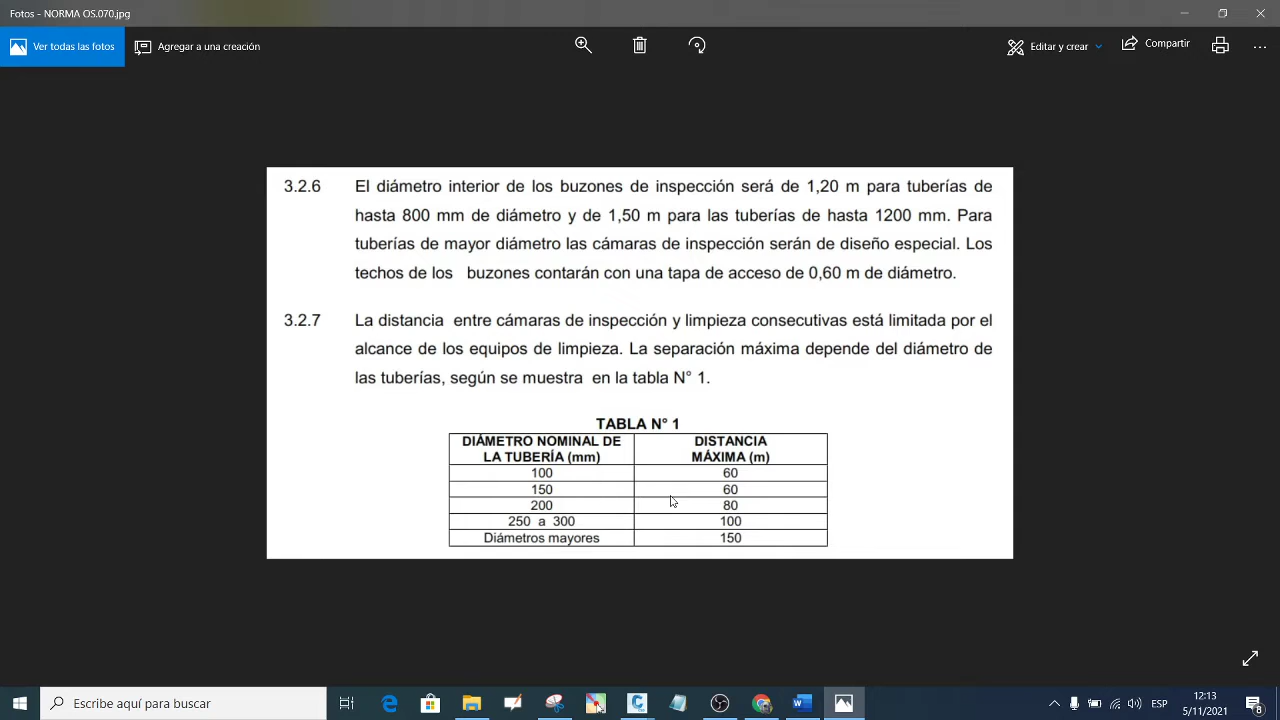 Fotos - NORMA OS.070.jpg
Ver todas las fotos
Agregar a una creación
Editar y crear
Compartir
3.2.6 El diámetro interior de los buzones de inspección será de 1,20 m para tuberías de
hasta 800 mm de diámetro y de 1,50 m para las tuberías de hasta 1200 mm. Para
tuberías de mayor diámetro las cámaras de inspección serán de diseño especial. Los
techos de los buzones contarán con una tapa de acceso de 0,60 m de diámetro.
3.2.7 La distancia entre cámaras de inspección y limpieza consecutivas está limitada por el
alcance de los equipos de limpieza. La separación máxima depende del diámetro de
las tuberías, según se muestra en la tabla N° 1.
TABLA N° 1
DIÁMETRO NOMINAL DE LA TUBERÍA (mm) DISTANCIA MÁXIMA (m)
100 60
150 60
200 80
250 a 300 100
Diámetros mayores 150
Escribe aquí para buscar
ESP
12:13
5/11/2021
8